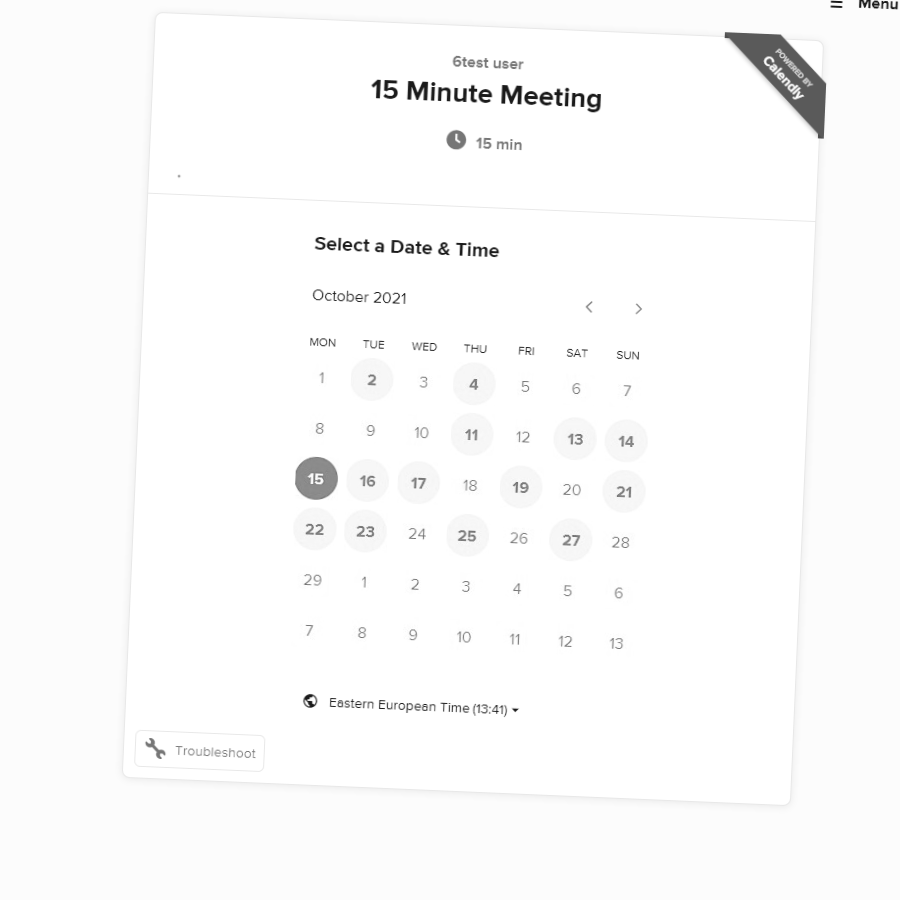 Menu
POWERED BY
Calendly
6test user
15 Minute Meeting
15 min
Select a Date & Time
October 2021
MON TUE WED THU FRI SAT SUN
1 2 3 4 5 6 7
8 9 10 11 12 13 14
15 16 17 18 19 20 21
22 23 24 25 26 27 28
29 1 2 3 4 5 6
7 8 9 10 11 12 13
Eastern European Time (13:41)
Troubleshoot